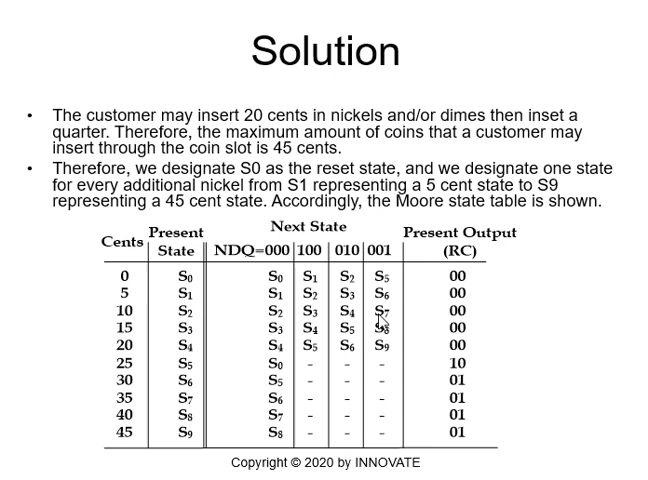 Solution
• The customer may insert 20 cents in nickels and/or dimes then inset a
quarter. Therefore, the maximum amount of coins that a customer may
insert through the coin slot is 45 cents.
• Therefore, we designate S0 as the reset state, and we designate one state
for every additional nickel from S1 representing a 5 cent state to S9
representing a 45 cent state. Accordingly, the Moore state table is shown.
Cents Present State Next State Present Output (RC)
NDQ=000 100 010 001
0 S0 S0 S1 S2 S5 00
5 S1 S1 S2 S3 S6 00
10 S2 S2 S3 S4 S7 00
15 S3 S3 S4 S5 S8 00
20 S4 S4 S5 S6 S9 00
25 S5 S0 - - - 10
30 S6 S5 - - - 01
35 S7 S6 - - - 01
40 S8 S7 - - - 01
45 S9 S8 - - - 01
Copyright © 2020 by INNOVATE